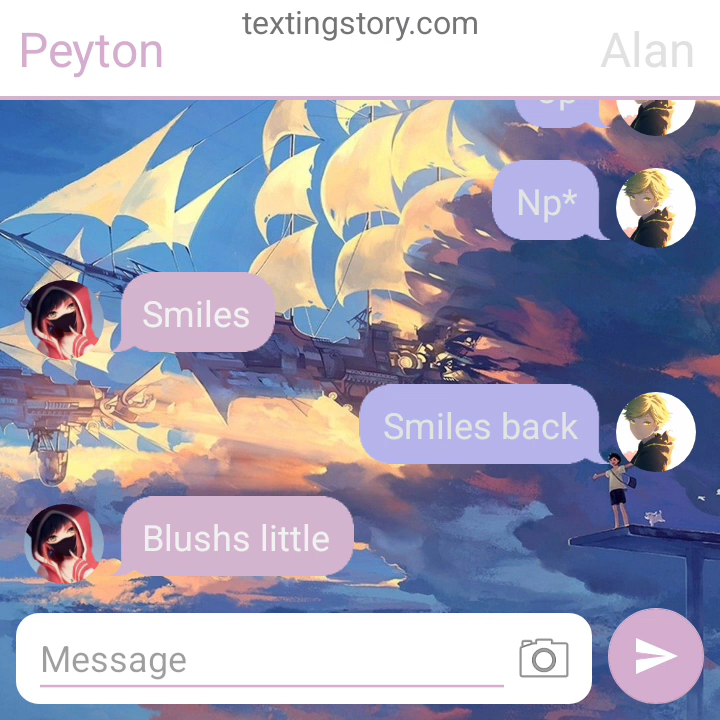 textingstory.com
Peyton
Alan
Np*
Smiles
Smiles back
Blushs little
Message